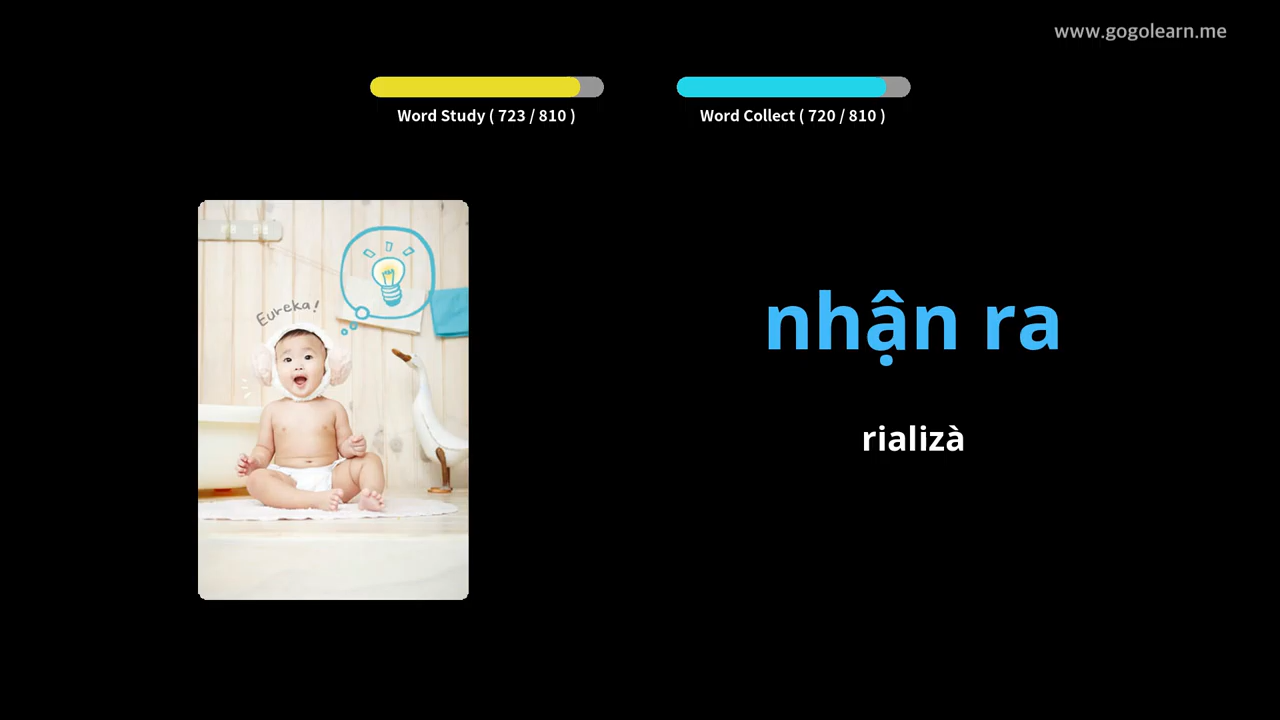 www.gogolearn.me
Word Study ( 723 / 810 )
Word Collect ( 720 / 810 )
Eureka!
nhận ra
rializà